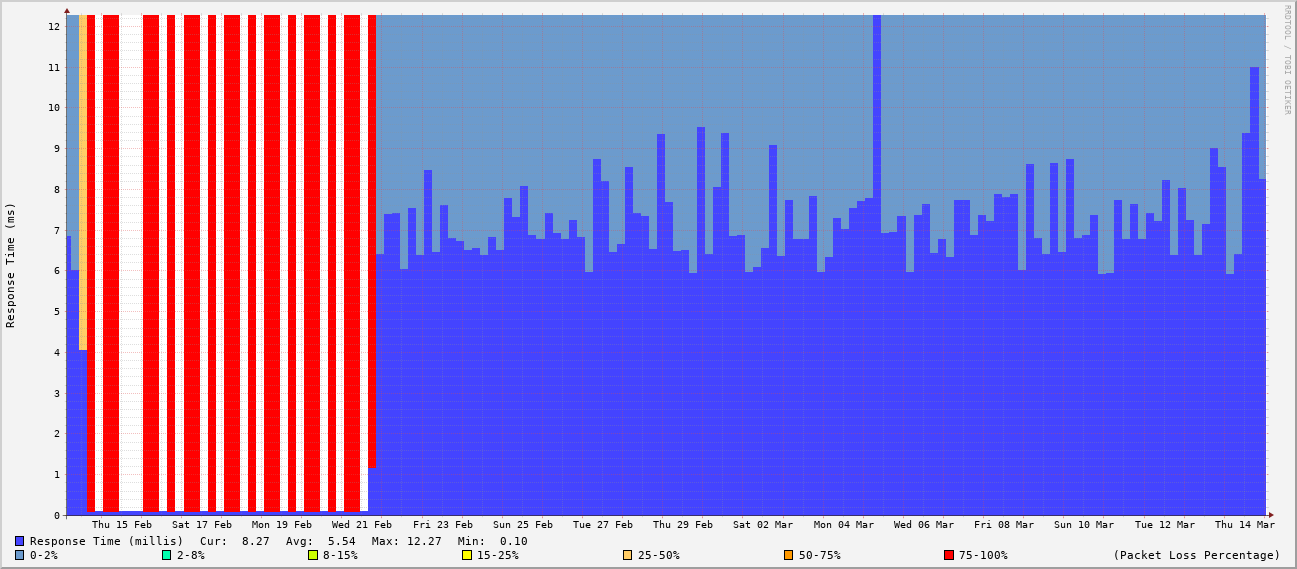 RRDTOOL / TOBI OETIKER
Response Time (ms)
12
11
10
9
8
7
6
5
4
3
2
1
0
Thu 15 Feb Sat 17 Feb Mon 19 Feb Wed 21 Feb Fri 23 Feb Sun 25 Feb Tue 27 Feb Thu 29 Feb Sat 02 Mar Mon 04 Mar Wed 06 Mar Fri 08 Mar Sun 10 Mar Tue 12 Mar Thu 14 Mar
Response Time (millis) Cur: 8.27 Avg: 5.54 Max: 12.27 Min: 0.10
0-2% 2-8% 8-15% 15-25% 25-50% 50-75% 75-100% (Packet Loss Percentage)